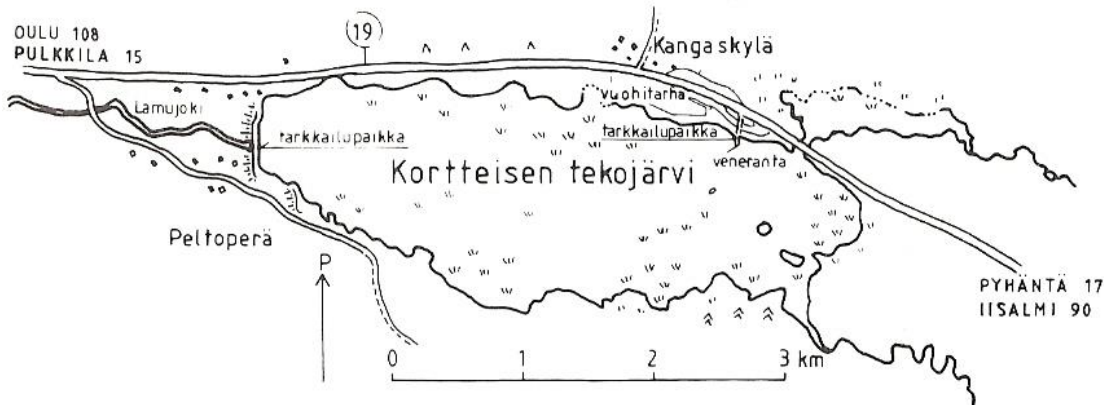 OULU 108
PULKKILA 15
19
Kangaskylä
Lamujoki
vuohitarha
tarkkailupaikka
tarkkailupaikka
veneranta
Kortteisen tekojärvi
Peltoperä
P
PYHÄNTÄ 17
IISALMI 90
0 1 2 3 km